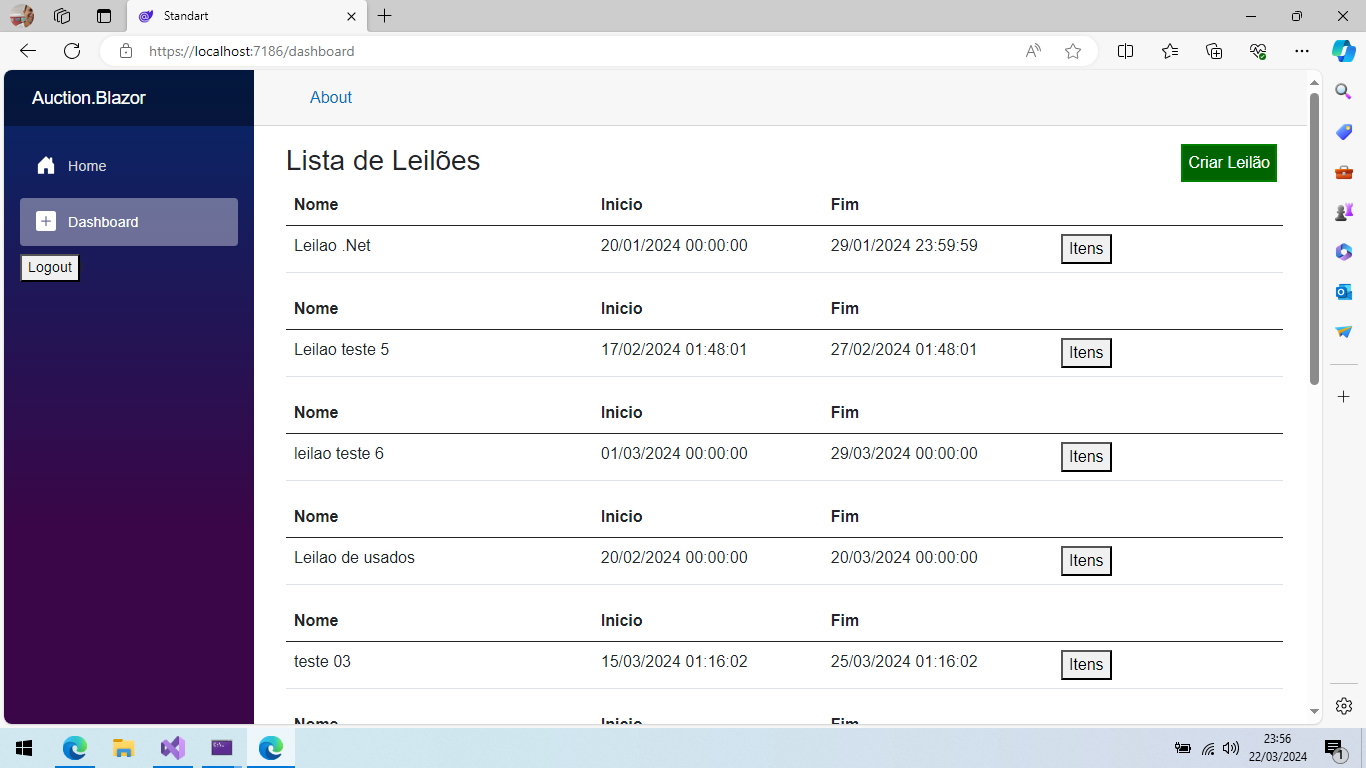 Standart
https://localhost:7186/dashboard
Auction.Blazor
About
Home
Dashboard
Logout
Lista de Leilões
Criar Leilão
Nome Inicio Fim
Leilao .Net 20/01/2024 00:00:00 29/01/2024 23:59:59 Itens
Nome Inicio Fim
Leilao teste 5 17/02/2024 01:48:01 27/02/2024 01:48:01 Itens
Nome Inicio Fim
leilao teste 6 01/03/2024 00:00:00 29/03/2024 00:00:00 Itens
Nome Inicio Fim
Leilao de usados 20/02/2024 00:00:00 20/03/2024 00:00:00 Itens
Nome Inicio Fim
teste 03 15/03/2024 01:16:02 25/03/2024 01:16:02 Itens
Nome Inicio Fim
23:56
22/03/2024
1